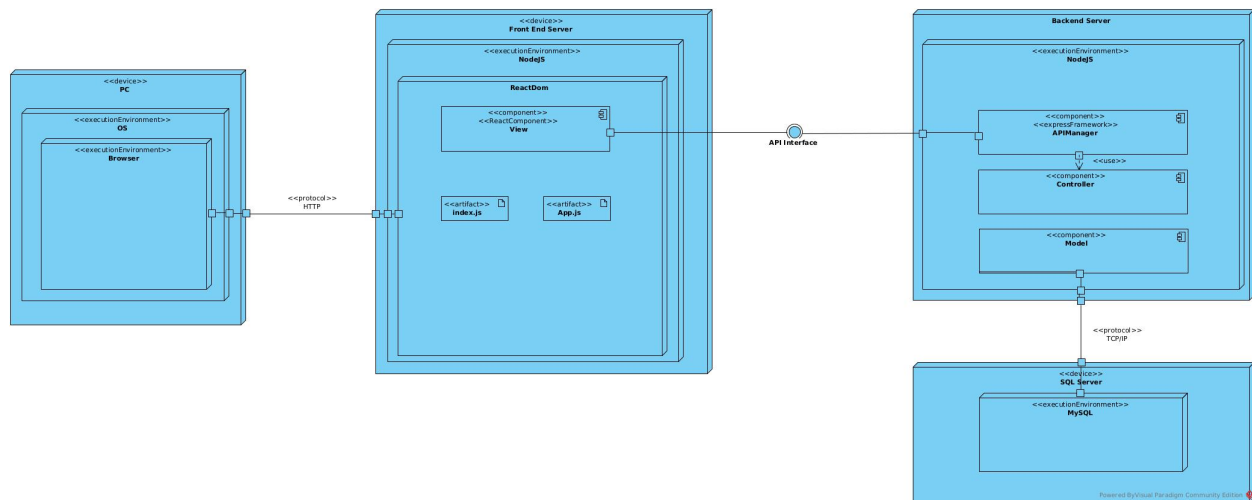 <<device>>
PC
<<executionEnvironment>>
OS
<<executionEnvironment>>
Browser
<<protocol>>
HTTP
<<device>>
Front End Server
<<executionEnvironment>>
NodeJS
ReactDom
<<component>>
<<ReactComponent>>
View
<<artifact>>
index.js
<<artifact>>
App.js
API Interface
Backend Server
<<executionEnvironment>>
NodeJS
<<component>>
<<expressFramework>>
APIManager
<<use>>
<<component>>
Controller
<<component>>
Model
<<protocol>>
TCP/IP
<<device>>
SQL Server
<<executionEnvironment>>
MySQL
Powered ByVisual Paradigm Community Edition